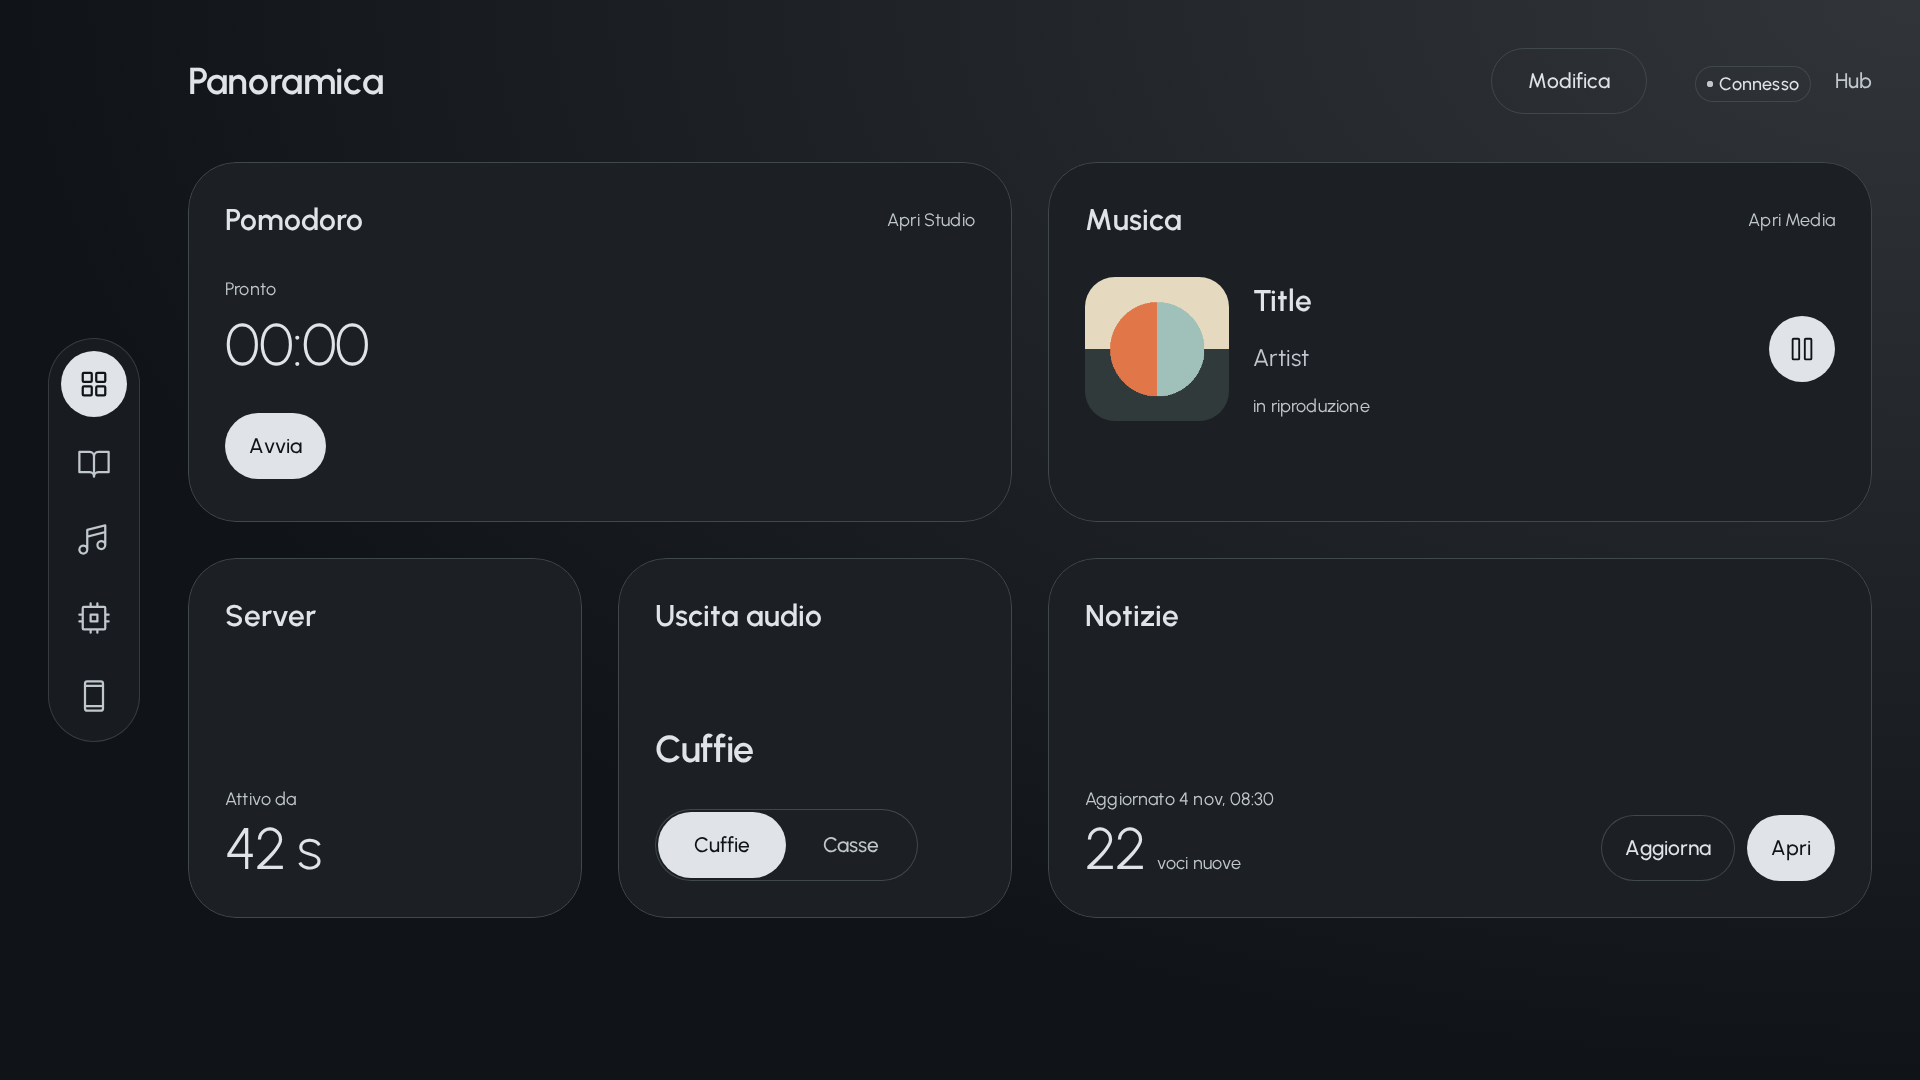 Panoramica
Modifica
Connesso
Hub
Pomodoro
Apri Studio
Pronto
00:00
Avvia
Musica
Apri Media
Title
Artist
in riproduzione
Server
Attivo da
42 s
Uscita audio
Cuffie
Cuffie
Casse
Notizie
Aggiornato 4 nov, 08:30
22 voci nuove
Aggiorna
Apri